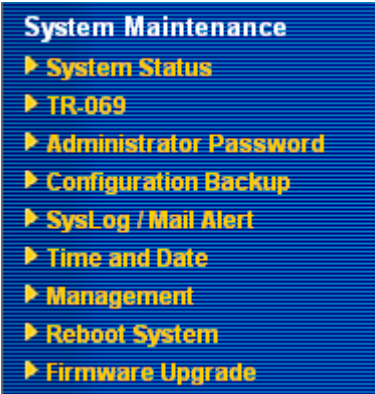 System Maintenance
System Status
TR-069
Administrator Password
Configuration Backup
SysLog / Mail Alert
Time and Date
Management
Reboot System
Firmware Upgrade